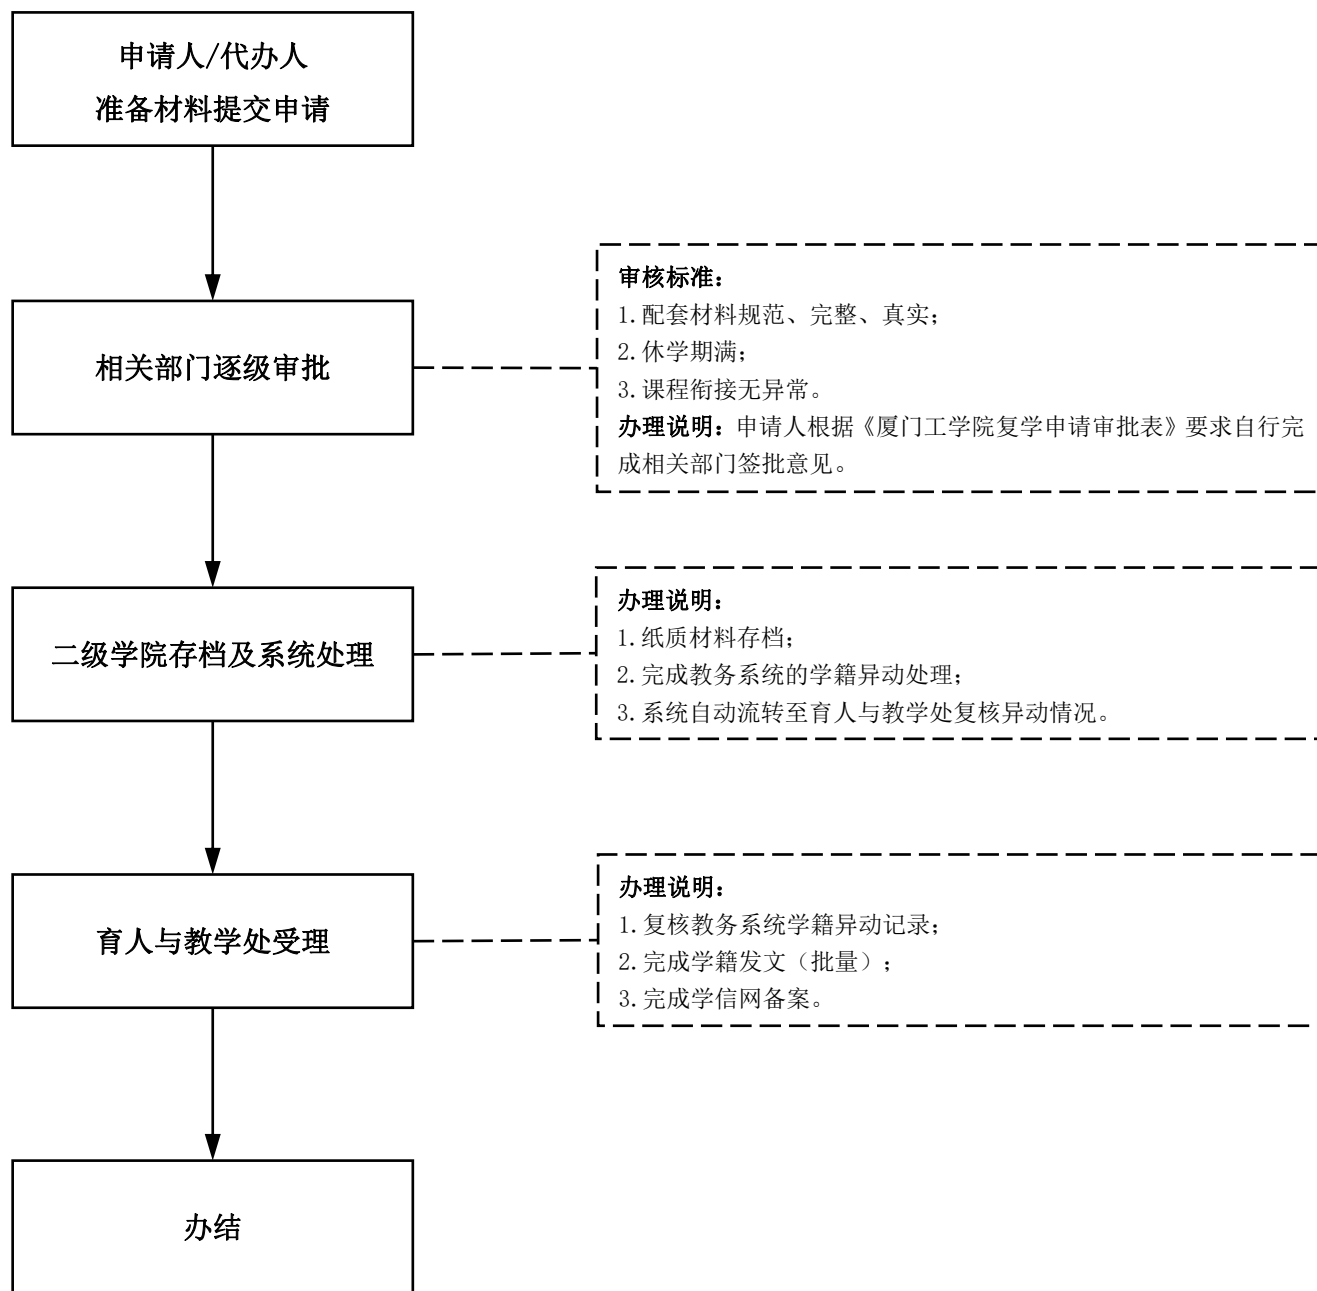 申请人/代办人
准备材料提交申请
审核标准：
1.配套材料规范、完整、真实；
2.休学期满；
3.课程衔接无异常。
办理说明：申请人根据《厦门工学院复学申请审批表》要求自行完
成相关部门签批意见。
相关部门逐级审批
办理说明：
1.纸质材料存档；
2.完成教务系统的学籍异动处理；
3.系统自动流转至育人与教学处复核异动情况。
二级学院存档及系统处理
办理说明：
1.复核教务系统学籍异动记录；
2.完成学籍发文（批量）；
3.完成学信网备案。
育人与教学处受理
办结